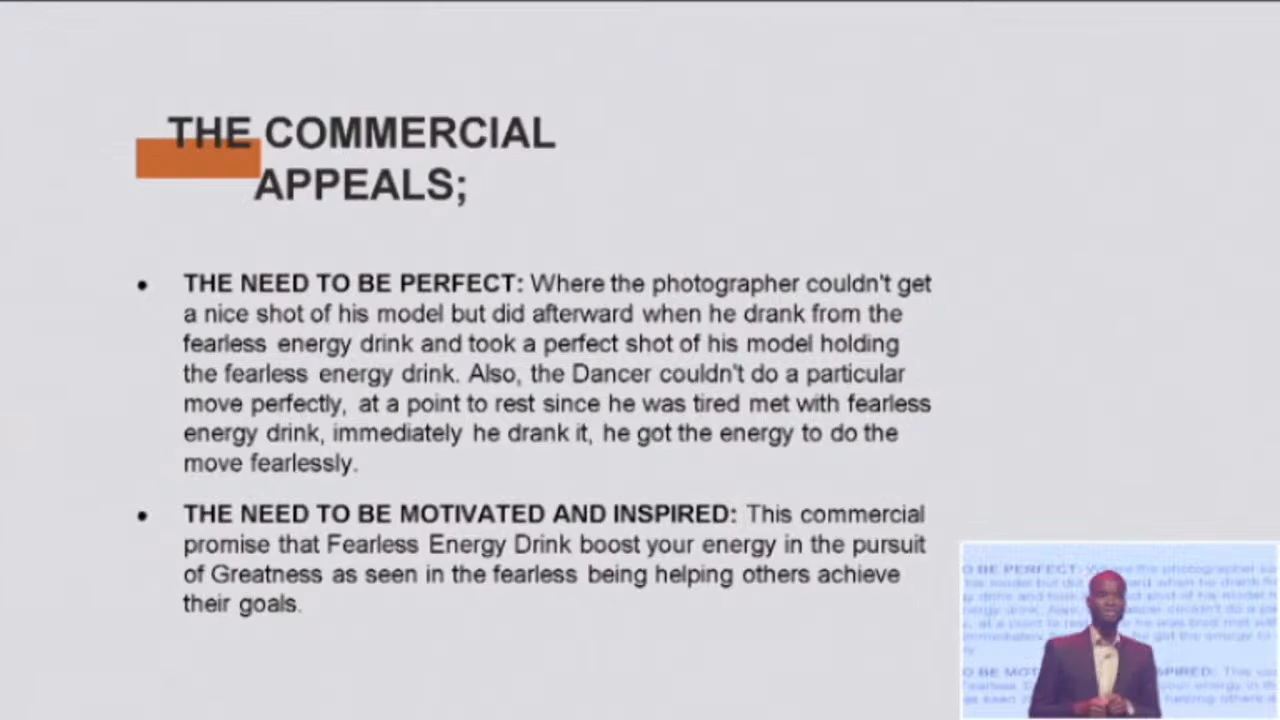 THE COMMERCIAL
APPEALS;
• THE NEED TO BE PERFECT: Where the photographer couldn't get
a nice shot of his model but did afterward when he drank from the
fearless energy drink and took a perfect shot of his model holding
the fearless energy drink. Also, the Dancer couldn't do a particular
move perfectly, at a point to rest since he was tired met with fearless
energy drink, immediately he drank it, he got the energy to do the
move fearlessly.
• THE NEED TO BE MOTIVATED AND INSPIRED: This commercial
promise that Fearless Energy Drink boost your energy in the pursuit
of Greatness as seen in the fearless being helping others achieve
their goals.